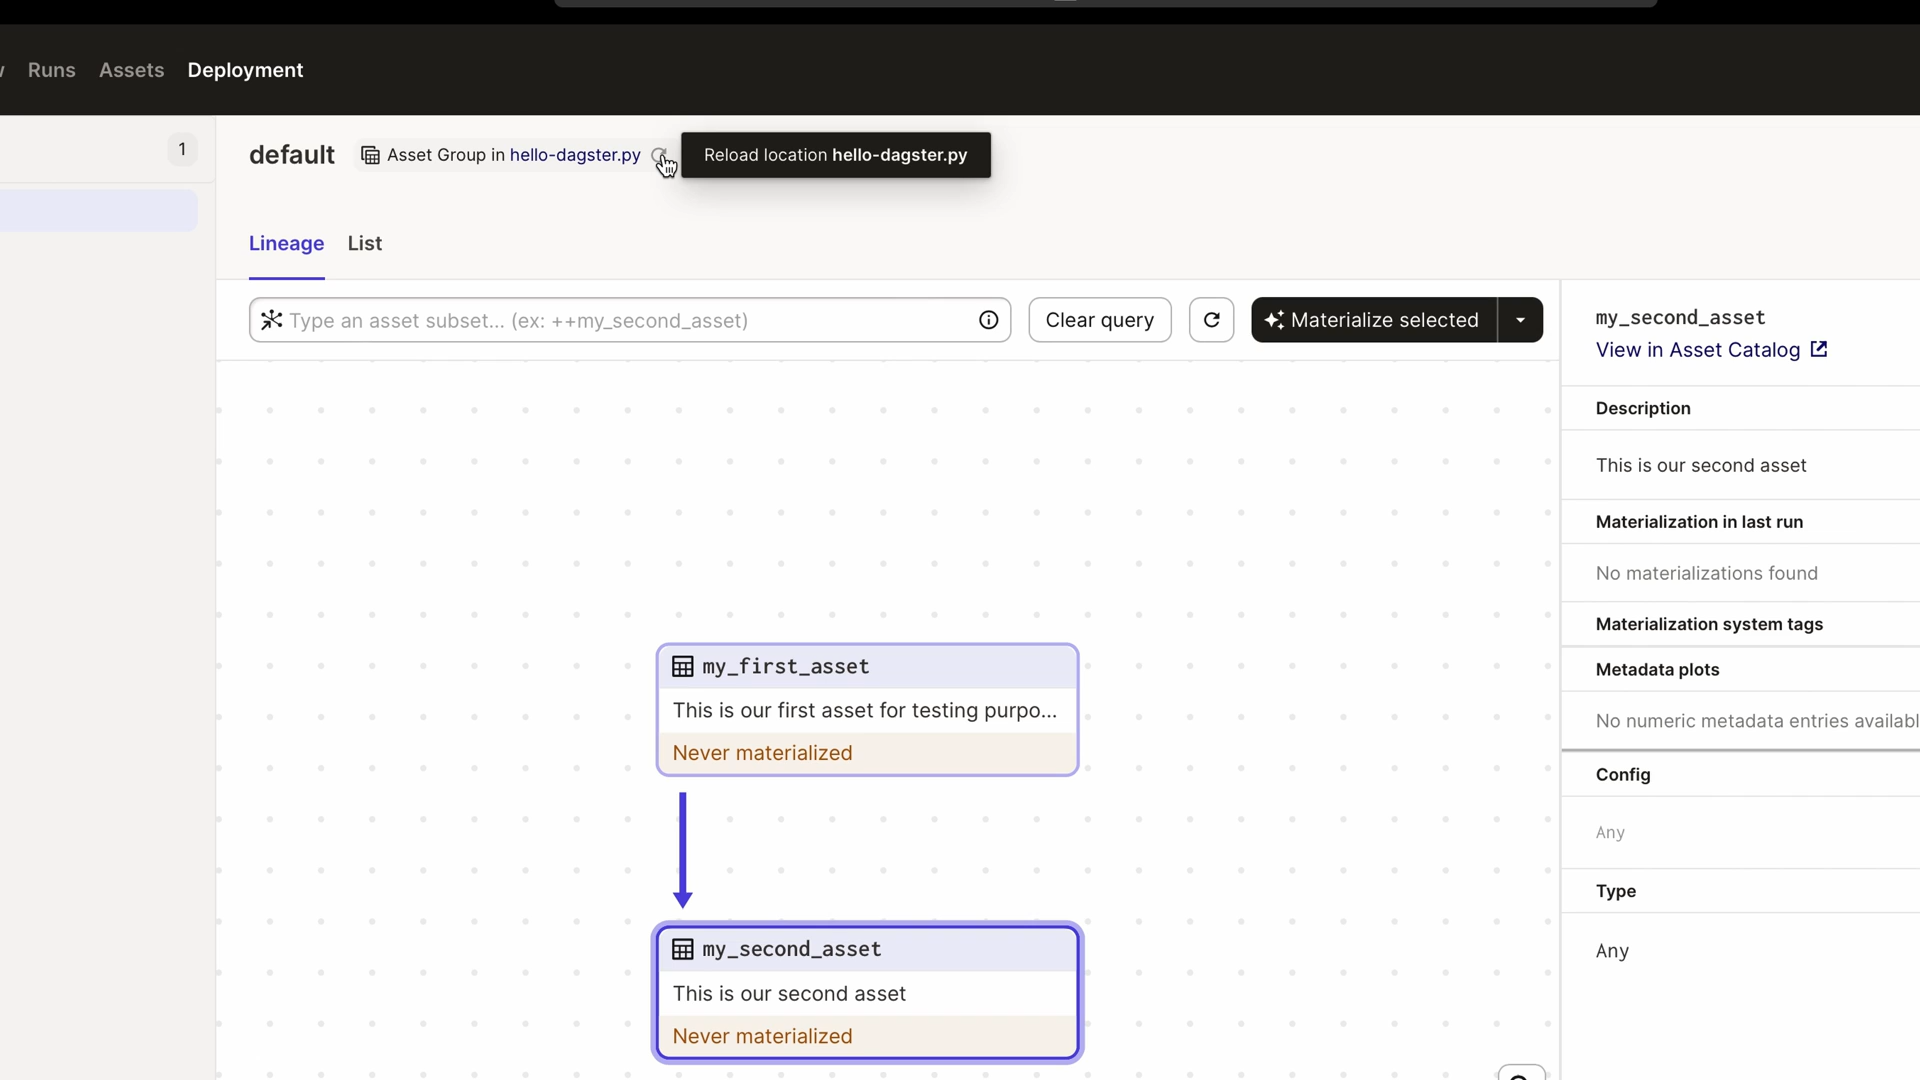 Runs Assets Deployment
1
default Asset Group in hello-dagster.py Reload location hello-dagster.py
Lineage List
Type an asset subset... (ex: ++my_second_asset) Clear query Materialize selected
my_second_asset
View in Asset Catalog
Description
This is our second asset
Materialization in last run
No materializations found
Materialization system tags
Metadata plots
No numeric metadata entries availabl
Config
Any
Type
Any
my_first_asset
This is our first asset for testing purpo...
Never materialized
my_second_asset
This is our second asset
Never materialized